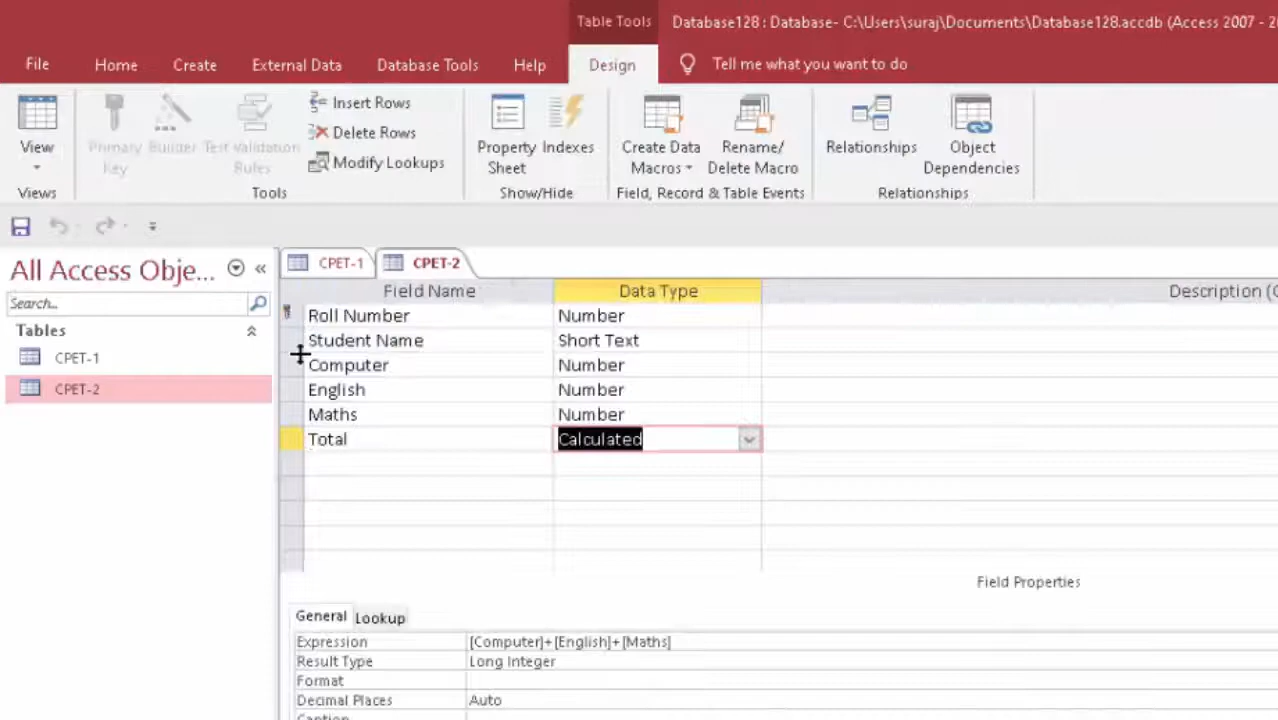 Table Tools
Database128 : Database- C:\Users\suraj\Documents\Database128.accdb (Access 2007 - 2
File Home Create External Data Database Tools Help Design Tell me what you want to do
View
Primary Key
Builder
Test Validation Rules
Insert Rows
Delete Rows
Modify Lookups
Property Sheet
Indexes
Create Data Macros
Rename/ Delete Macro
Relationships
Object Dependencies
Views Tools Show/Hide Field, Record & Table Events Relationships
All Access Obje... «
Search...
Tables
CPET-1
CPET-2
CPET-1 CPET-2
Field Name Data Type Description (
Roll Number Number
Student Name Short Text
Computer Number
English Number
Maths Number
Total Calculated
Field Properties
General Lookup
Expression [Computer]+[English]+[Maths]
Result Type Long Integer
Format
Decimal Places Auto
Caption